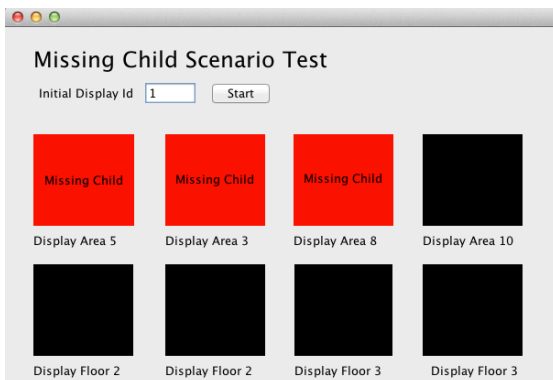 Missing Child Scenario Test
Initial Display Id 1 Start
Missing Child Missing Child Missing Child
Display Area 5 Display Area 3 Display Area 8 Display Area 10
Display Floor 2 Display Floor 2 Display Floor 3 Display Floor 3